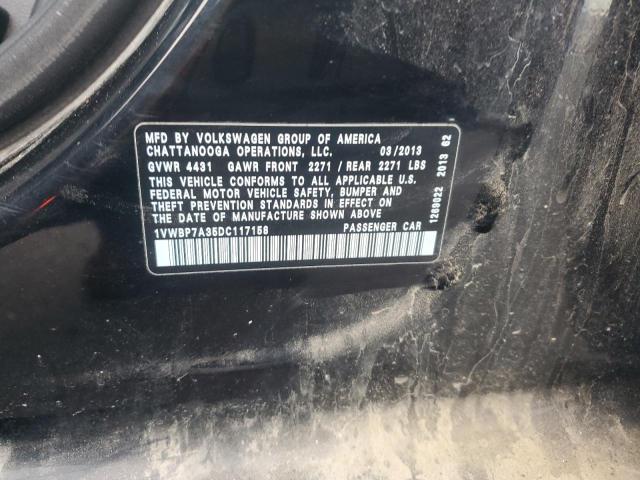 MFD BY VOLKSWAGEN GROUP OF AMERICA
CHATTANOOGA OPERATIONS, LLC. 03/2013
GVWR 4431 GAWR FRONT 2271 / REAR 2271 LBS
THIS VEHICLE CONFORMS TO ALL APPLICABLE U.S.
FEDERAL MOTOR VEHICLE SAFETY, BUMPER AND
THEFT PREVENTION STANDARDS IN EFFECT ON
THE DATE OF MANUFACTURE SHOWN ABOVE
1VWBP7A35DC117158 PASSENGER CAR
1269022 2013 62